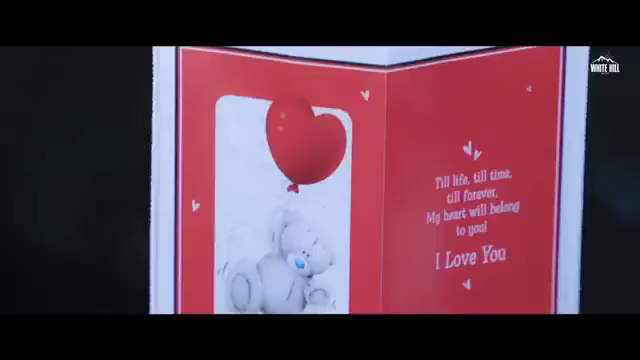 WHITE HILL
Till life, till time,
till forever,
My heart will belong
to you!
I Love You